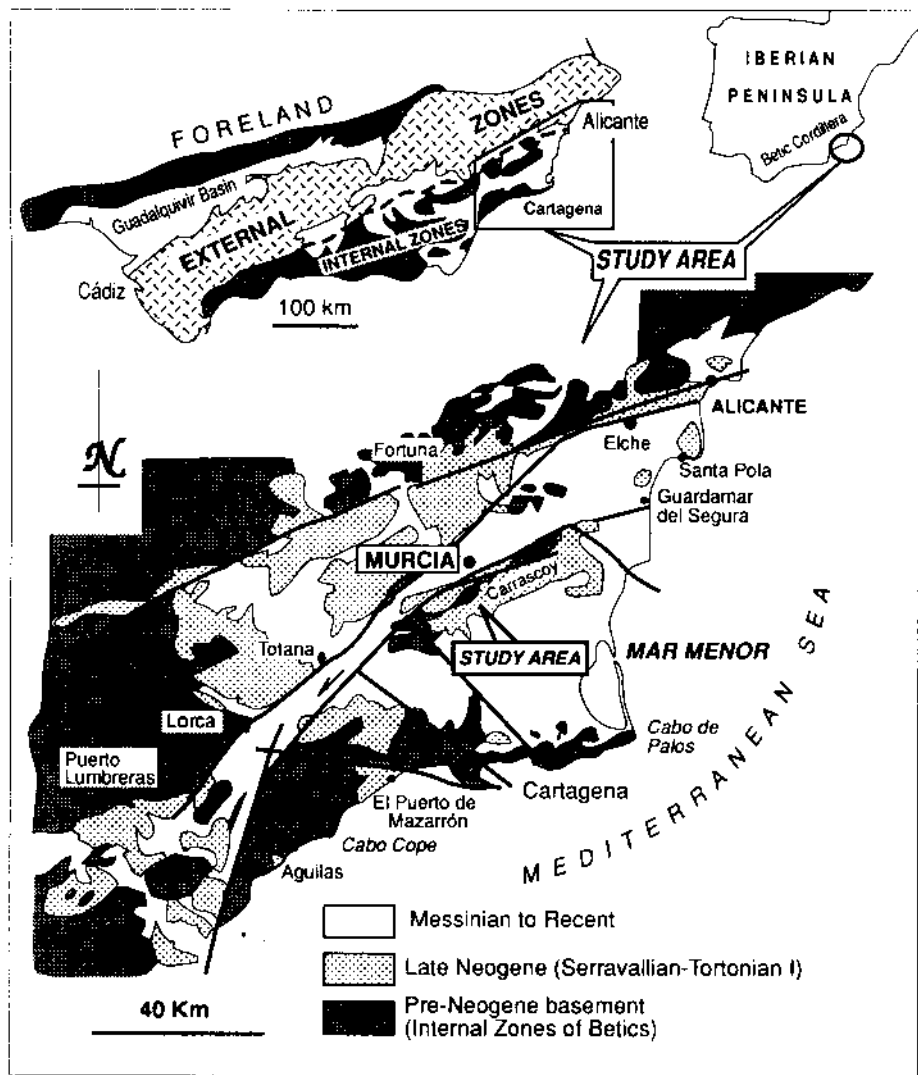 IBERIAN
PENINSULA
Betic Cordillera
FORELAND
ZONES
Alicante
Guadalquivir Basin
EXTERNAL
INTERNAL ZONES
Cartagena
Cádiz
100 km
STUDY AREA
N
ALICANTE
Elche
Fortuna
Santa Pola
Guardamar
del Segura
MURCIA
Carrascoy
STUDY AREA
MAR MENOR
Totana
Lorca
Puerto
Lumbreras
Cabo de
Palos
Cartagena
El Puerto de
Mazarrón
Cabo Cope
Aguilas
MEDITERRANEAN SEA
Messinian to Recent
Late Neogene (Serravallian-Tortonian I)
Pre-Neogene basement
(Internal Zones of Betics)
40 Km